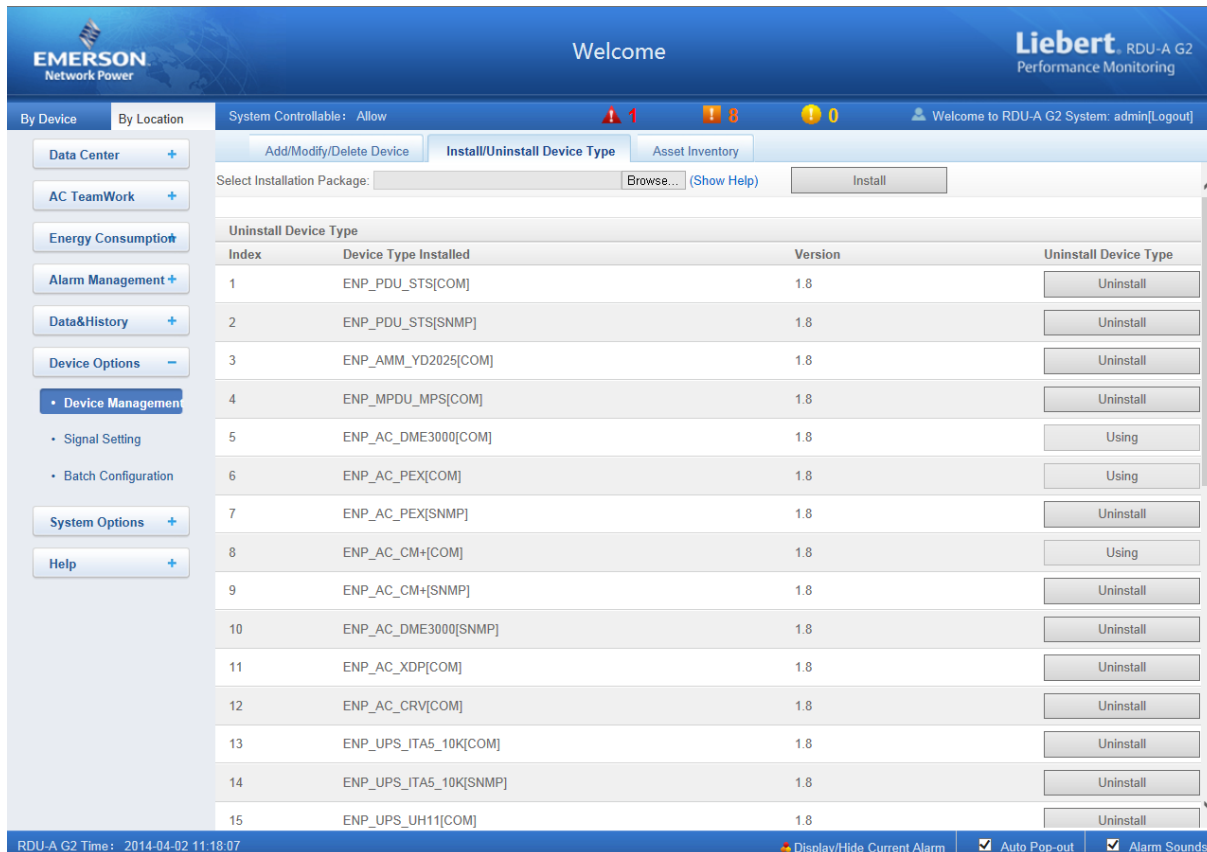 EMERSON
Network Power
Welcome
Liebert® RDU-A G2
Performance Monitoring
By Device By Location
System Controllable: Allow 1 8 0 Welcome to RDU-A G2 System: admin[Logout]
Data Center +
AC TeamWork +
Energy Consumption+
Alarm Management +
Data&History +
Device Options −
• Device Management
• Signal Setting
• Batch Configuration
System Options +
Help +
Add/Modify/Delete Device Install/Uninstall Device Type Asset Inventory
Select Installation Package: Browse... (Show Help) Install
Uninstall Device Type
Index Device Type Installed Version Uninstall Device Type
1 ENP_PDU_STS[COM] 1.8 Uninstall
2 ENP_PDU_STS[SNMP] 1.8 Uninstall
3 ENP_AMM_YD2025[COM] 1.8 Uninstall
4 ENP_MPDU_MPS[COM] 1.8 Uninstall
5 ENP_AC_DME3000[COM] 1.8 Using
6 ENP_AC_PEX[COM] 1.8 Using
7 ENP_AC_PEX[SNMP] 1.8 Uninstall
8 ENP_AC_CM+[COM] 1.8 Using
9 ENP_AC_CM+[SNMP] 1.8 Uninstall
10 ENP_AC_DME3000[SNMP] 1.8 Uninstall
11 ENP_AC_XDP[COM] 1.8 Uninstall
12 ENP_AC_CRV[COM] 1.8 Uninstall
13 ENP_UPS_ITA5_10K[COM] 1.8 Uninstall
14 ENP_UPS_ITA5_10K[SNMP] 1.8 Uninstall
15 ENP_UPS_UH11[COM] 1.8 Uninstall
RDU-A G2 Time: 2014-04-02 11:18:07 Display/Hide Current Alarm Auto Pop-out Alarm Sounds